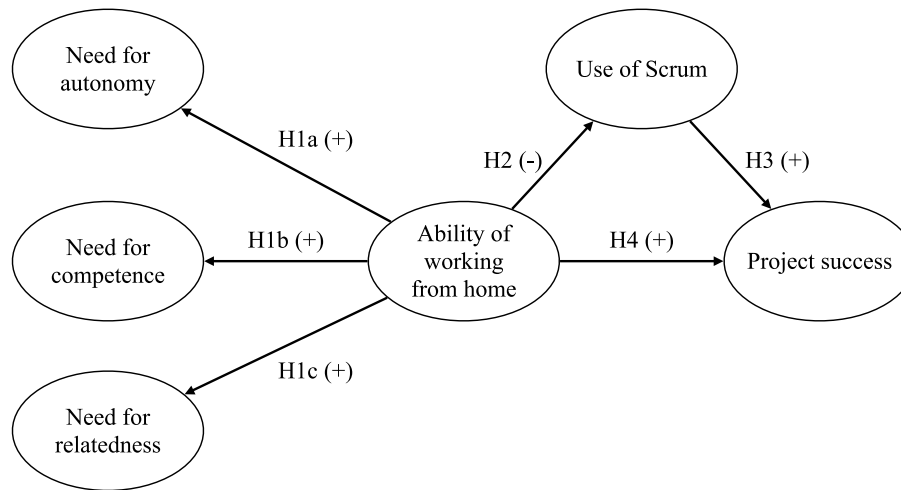 Need for
autonomy
Use of Scrum
H1a (+)
H2 (-)
H3 (+)
Need for
competence
H1b (+)
Ability of
working
from home
H4 (+)
Project success
H1c (+)
Need for
relatedness